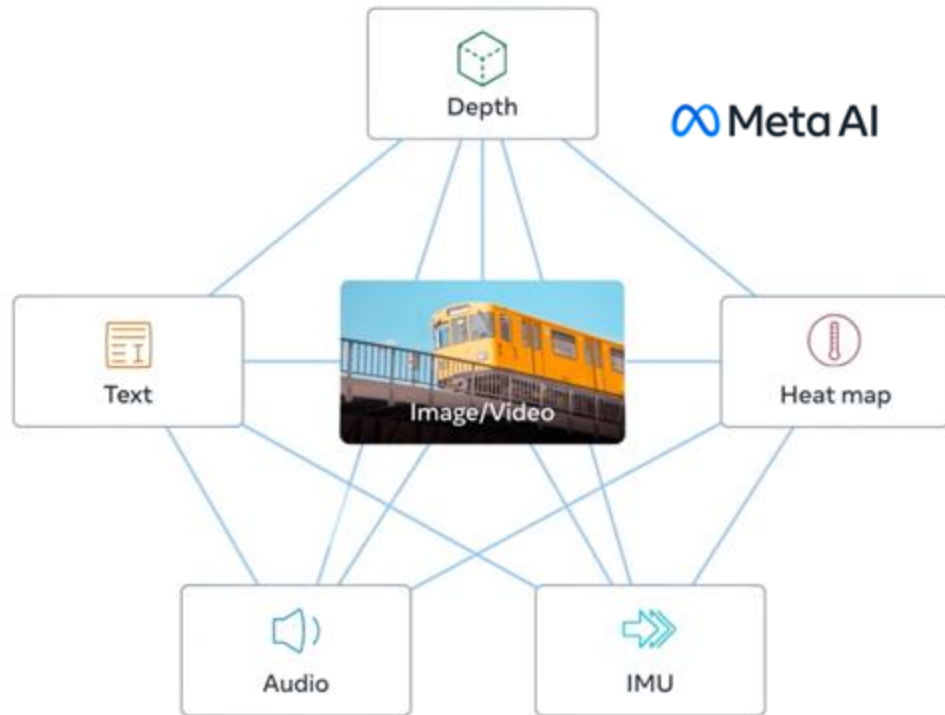 Depth
Meta AI
Text
Image/Video
Heat map
Audio
IMU